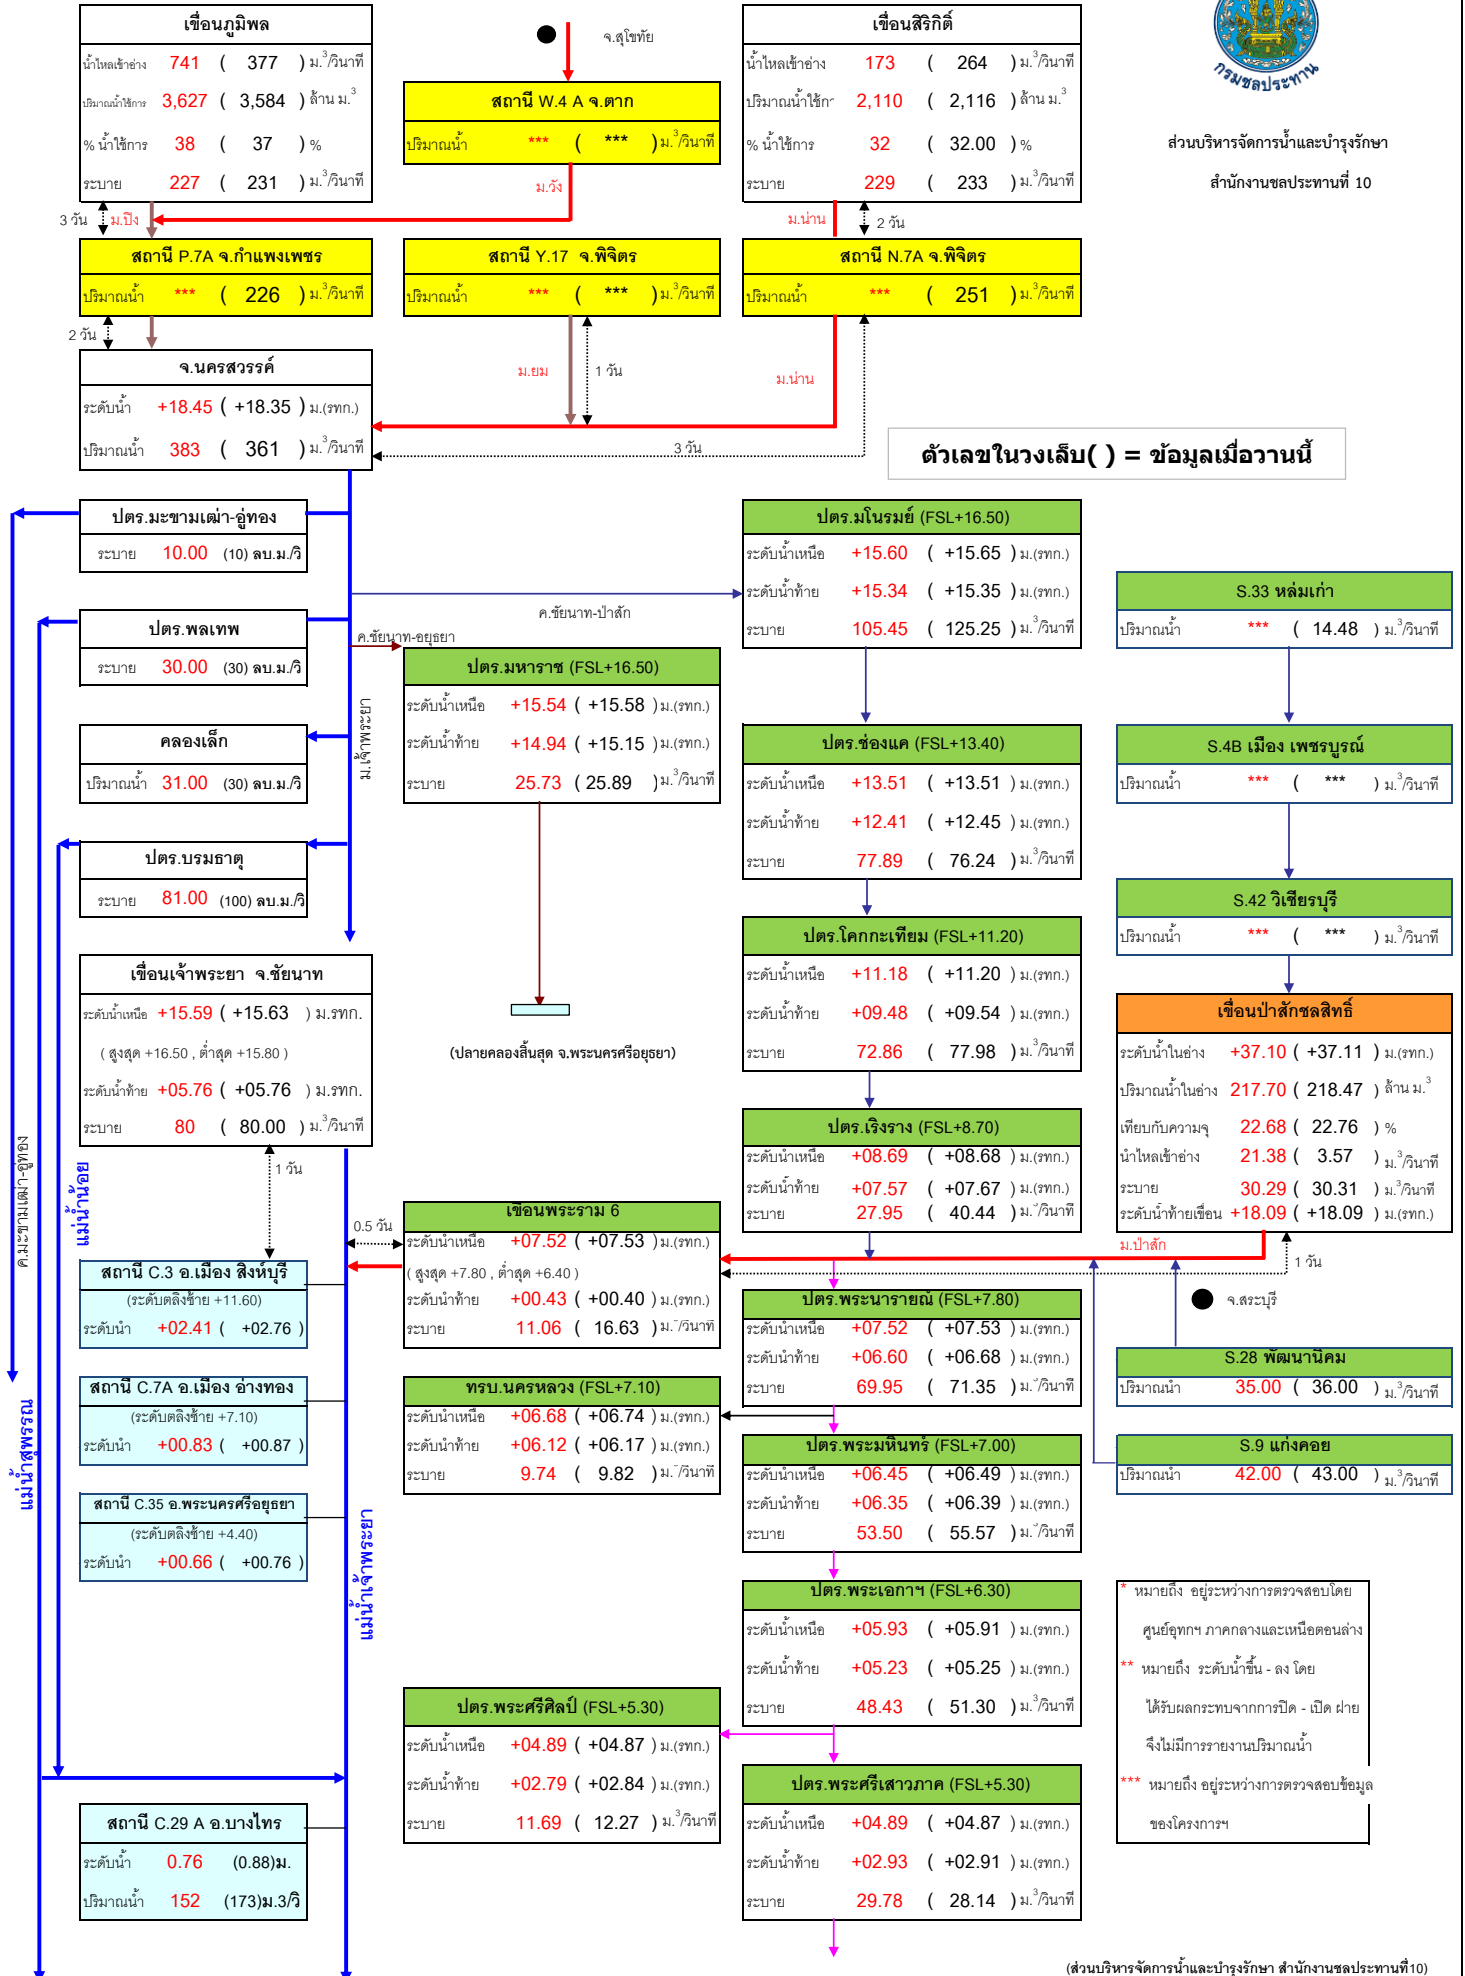 เขื่อนภูมิพล
น้ำไหลเข้าอ่าง 741 ( 377 ) ม.³/วินาที
ปริมาณน้ำใช้การ 3,627 ( 3,584 ) ล้าน ม.³
% น้ำใช้การ 38 ( 37 ) %
ระบาย 227 ( 231 ) ม.³/วินาที
จ.สุโขทัย
สถานี W.4 A จ.ตาก
ปริมาณน้ำ *** ( *** ) ม.³/วินาที
เขื่อนสิริกิติ์
น้ำไหลเข้าอ่าง 173 ( 264 ) ม.³/วินาที
ปริมาณน้ำใช้กา 2,110 ( 2,116 ) ล้าน ม.³
% น้ำใช้การ 32 ( 32.00 ) %
ระบาย 229 ( 233 ) ม.³/วินาที
กรมชลประทาน
ส่วนบริหารจัดการน้ำและบำรุงรักษา
สำนักงานชลประทานที่ 10
3 วัน ม.ปิง
ม.วัง
ม.น่าน 2 วัน
สถานี P.7A จ.กำแพงเพชร
ปริมาณน้ำ *** ( 226 ) ม.³/วินาที
สถานี Y.17 จ.พิจิตร
ปริมาณน้ำ *** ( *** ) ม.³/วินาที
สถานี N.7A จ.พิจิตร
ปริมาณน้ำ *** ( 251 ) ม.³/วินาที
2 วัน
ม.ยม 1 วัน
ม.น่าน
จ.นครสวรรค์
ระดับน้ำ +18.45 ( +18.35 ) ม.(รทก.)
ปริมาณน้ำ 383 ( 361 ) ม.³/วินาที
3 วัน
ตัวเลขในวงเล็บ( ) = ข้อมูลเมื่อวานนี้
ปตร.มะขามเฒ่า-อู่ทอง
ระบาย 10.00 (10) ลบ.ม./วิ
ปตร.พลเทพ
ระบาย 30.00 (30) ลบ.ม./วิ
คลองเล็ก
ปริมาณน้ำ 31.00 (30) ลบ.ม./วิ
ปตร.บรมธาตุ
ระบาย 81.00 (100) ลบ.ม./วิ
ม.เจ้าพระยา
ค.ชัยนาท-ป่าสัก
ค.ชัยนาท-อยุธยา
ปตร.มหาราช (FSL+16.50)
ระดับน้ำเหนือ +15.54 ( +15.58 ) ม.(รทก.)
ระดับน้ำท้าย +14.94 ( +15.15 ) ม.(รทก.)
ระบาย 25.73 ( 25.89 ) ม.³/วินาที
(ปลายคลองสิ้นสุด จ.พระนครศรีอยุธยา)
ปตร.มโนรมย์ (FSL+16.50)
ระดับน้ำเหนือ +15.60 ( +15.65 ) ม.(รทก.)
ระดับน้ำท้าย +15.34 ( +15.35 ) ม.(รทก.)
ระบาย 105.45 ( 125.25 ) ม.³/วินาที
ปตร.ช่องแค (FSL+13.40)
ระดับน้ำเหนือ +13.51 ( +13.51 ) ม.(รทก.)
ระดับน้ำท้าย +12.41 ( +12.45 ) ม.(รทก.)
ระบาย 77.89 ( 76.24 ) ม.³/วินาที
ปตร.โคกกะเทียม (FSL+11.20)
ระดับน้ำเหนือ +11.18 ( +11.20 ) ม.(รทก.)
ระดับน้ำท้าย +09.48 ( +09.54 ) ม.(รทก.)
ระบาย 72.86 ( 77.98 ) ม.³/วินาที
ปตร.เริงราง (FSL+8.70)
ระดับน้ำเหนือ +08.69 ( +08.68 ) ม.(รทก.)
ระดับน้ำท้าย +07.57 ( +07.67 ) ม.(รทก.)
ระบาย 27.95 ( 40.44 ) ม.³/วินาที
S.33 หล่มเก่า
ปริมาณน้ำ *** ( 14.48 ) ม.³/วินาที
S.4B เมือง เพชรบูรณ์
ปริมาณน้ำ *** ( *** ) ม.³/วินาที
S.42 วิเชียรบุรี
ปริมาณน้ำ *** ( *** ) ม.³/วินาที
เขื่อนป่าสักชลสิทธิ์
ระดับน้ำในอ่าง +37.10 ( +37.11 ) ม.(รทก.)
ปริมาณน้ำในอ่าง 217.70 ( 218.47 ) ล้าน ม.³
เทียบกับความจุ 22.68 ( 22.76 ) %
น้ำไหลเข้าอ่าง 21.38 ( 3.57 ) ม.³/วินาที
ระบาย 30.29 ( 30.31 ) ม.³/วินาที
ระดับน้ำท้ายเขื่อน +18.09 ( +18.09 ) ม.(รทก.)
ม.ป่าสัก
1 วัน
จ.สระบุรี
เขื่อนเจ้าพระยา จ.ชัยนาท
ระดับน้ำเหนือ +15.59 ( +15.63 ) ม.รทก.
( สูงสุด +16.50 , ต่ำสุด +15.80 )
ระดับน้ำท้าย +05.76 ( +05.76 ) ม.รทก.
ระบาย 80 ( 80.00 ) ม.³/วินาที
1 วัน
0.5 วัน
ค.มะขามเฒ่า-อู่ทอง
แม่น้ำน้อย
แม่น้ำสุพรรณ
แม่น้ำเจ้าพระยา
เขื่อนพระราม 6
ระดับน้ำเหนือ +07.52 ( +07.53 ) ม.(รทก.)
( สูงสุด +7.80 , ต่ำสุด +6.40 )
ระดับน้ำท้าย +00.43 ( +00.40 ) ม.(รทก.)
ระบาย 11.06 ( 16.63 ) ม.³/วินาที
สถานี C.3 อ.เมือง สิงห์บุรี
(ระดับตลิ่งซ้าย +11.60)
ระดับน้ำ +02.41 ( +02.76 )
สถานี C.7A อ.เมือง อ่างทอง
(ระดับตลิ่งซ้าย +7.10)
ระดับน้ำ +00.83 ( +00.87 )
สถานี C.35 อ.พระนครศรีอยุธยา
(ระดับตลิ่งซ้าย +4.40)
ระดับน้ำ +00.66 ( +00.76 )
ทรบ.นครหลวง (FSL+7.10)
ระดับน้ำเหนือ +06.68 ( +06.74 ) ม.(รทก.)
ระดับน้ำท้าย +06.12 ( +06.17 ) ม.(รทก.)
ระบาย 9.74 ( 9.82 ) ม.³/วินาที
ปตร.พระนารายณ์ (FSL+7.80)
ระดับน้ำเหนือ +07.52 ( +07.53 ) ม.(รทก.)
ระดับน้ำท้าย +06.60 ( +06.68 ) ม.(รทก.)
ระบาย 69.95 ( 71.35 ) ม.³/วินาที
ปตร.พระมหินทร์ (FSL+7.00)
ระดับน้ำเหนือ +06.45 ( +06.49 ) ม.(รทก.)
ระดับน้ำท้าย +06.35 ( +06.39 ) ม.(รทก.)
ระบาย 53.50 ( 55.57 ) ม.³/วินาที
S.28 พัฒนานิคม
ปริมาณน้ำ 35.00 ( 36.00 ) ม.³/วินาที
S.9 แก่งคอย
ปริมาณน้ำ 42.00 ( 43.00 ) ม.³/วินาที
ปตร.พระเอกาฯ (FSL+6.30)
ระดับน้ำเหนือ +05.93 ( +05.91 ) ม.(รทก.)
ระดับน้ำท้าย +05.23 ( +05.25 ) ม.(รทก.)
ระบาย 48.43 ( 51.30 ) ม.³/วินาที
ปตร.พระศรีศิลป์ (FSL+5.30)
ระดับน้ำเหนือ +04.89 ( +04.87 ) ม.(รทก.)
ระดับน้ำท้าย +02.79 ( +02.84 ) ม.(รทก.)
ระบาย 11.69 ( 12.27 ) ม.³/วินาที
ปตร.พระศรีเสาวภาค (FSL+5.30)
ระดับน้ำเหนือ +04.89 ( +04.87 ) ม.(รทก.)
ระดับน้ำท้าย +02.93 ( +02.91 ) ม.(รทก.)
ระบาย 29.78 ( 28.14 ) ม.³/วินาที
* หมายถึง อยู่ระหว่างการตรวจสอบโดย
ศูนย์อุทกฯ ภาคกลางและเหนือตอนล่าง
** หมายถึง ระดับน้ำขึ้น - ลง โดย
ได้รับผลกระทบจากการปิด - เปิด ฝาย
จึงไม่มีการรายงานปริมาณน้ำ
*** หมายถึง อยู่ระหว่างการตรวจสอบข้อมูล
ของโครงการฯ
สถานี C.29 A อ.บางไทร
ระดับน้ำ 0.76 (0.88)ม.
ปริมาณน้ำ 152 (173)ม.3/วิ
(ส่วนบริหารจัดการน้ำและบำรุงรักษา สำนักงานชลประทานที่10)